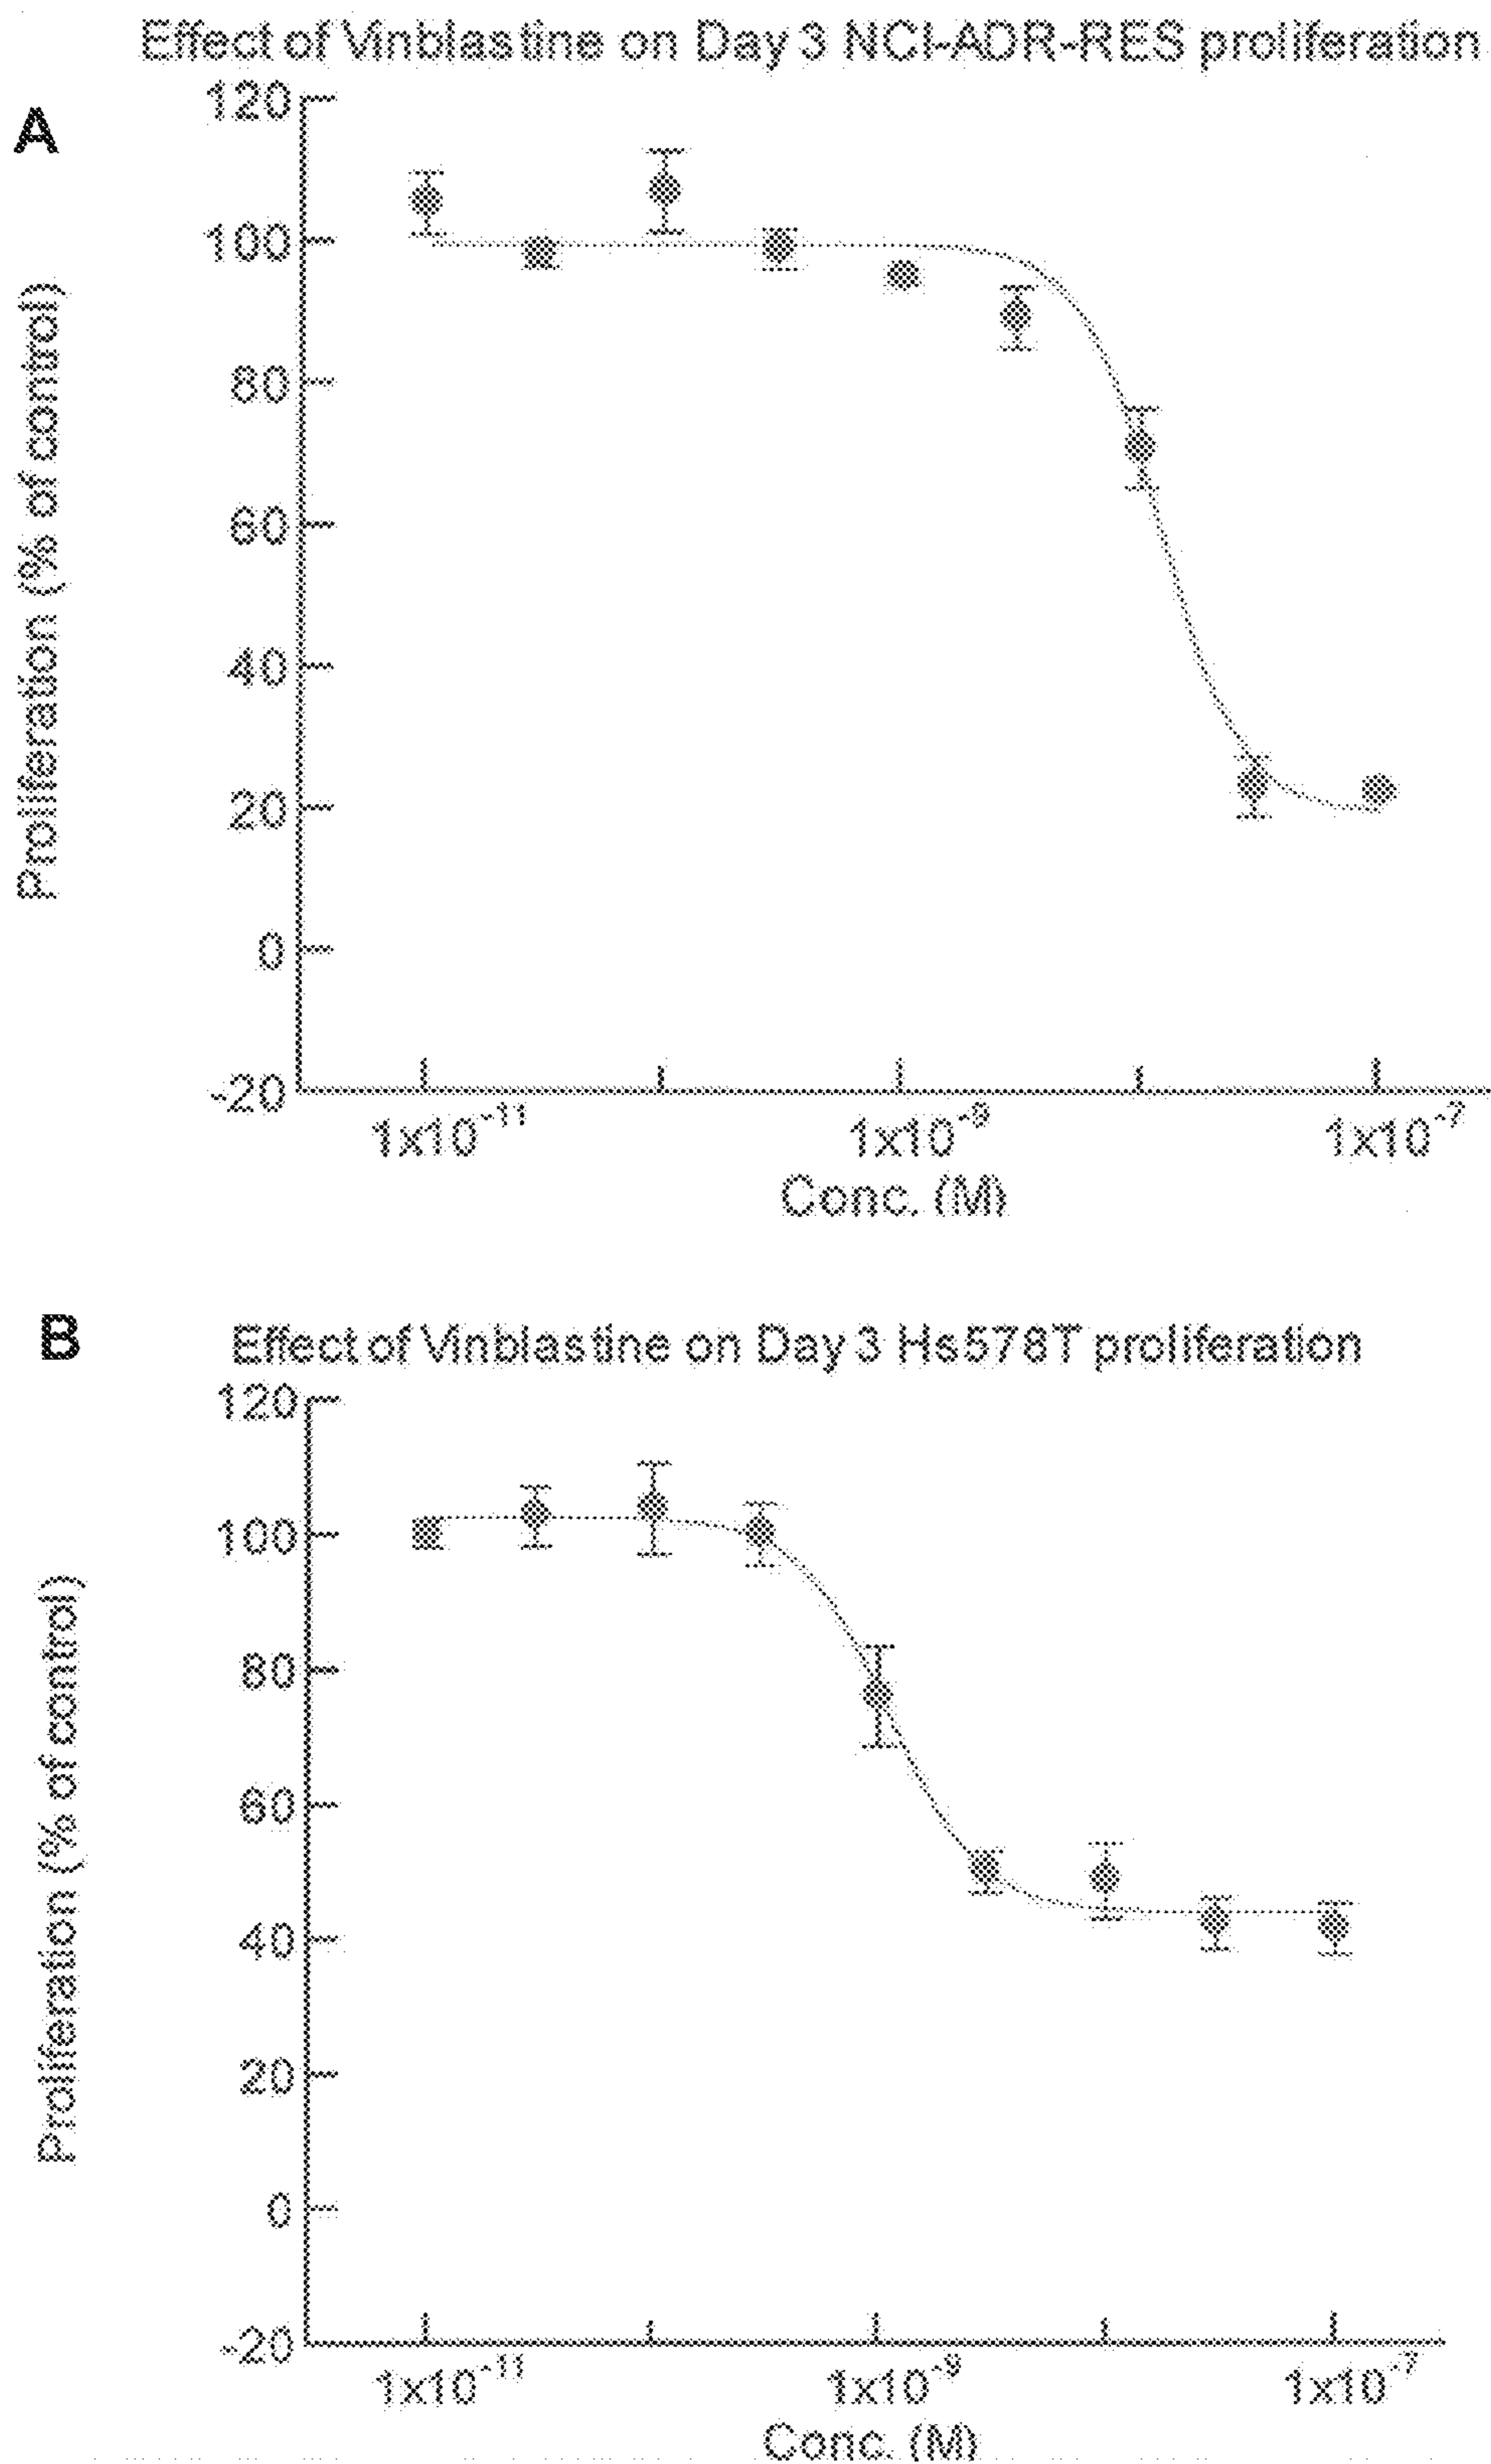 Effect of Vinblastine on Day 3 NCI-ADR-RES proliferation
A
120
100
80
60
40
20
0
-20
Proliferation (% of control)
1x10⁻¹¹ 1x10⁻⁹ 1x10⁻⁷
Conc. (M)
B
Effect of Vinblastine on Day 3 Hs578T proliferation
120
100
80
60
40
20
0
-20
Proliferation (% of control)
1x10⁻¹¹ 1x10⁻⁹ 1x10⁻⁷
Conc. (M)